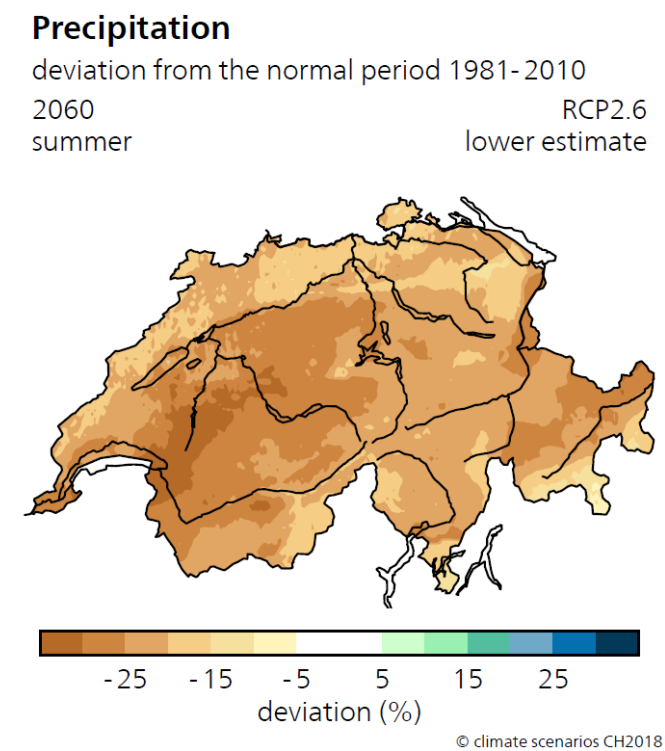 Precipitation
deviation from the normal period 1981-2010
2060 RCP2.6
summer lower estimate
-25 -15 -5 5 15 25
deviation (%)
© climate scenarios CH2018